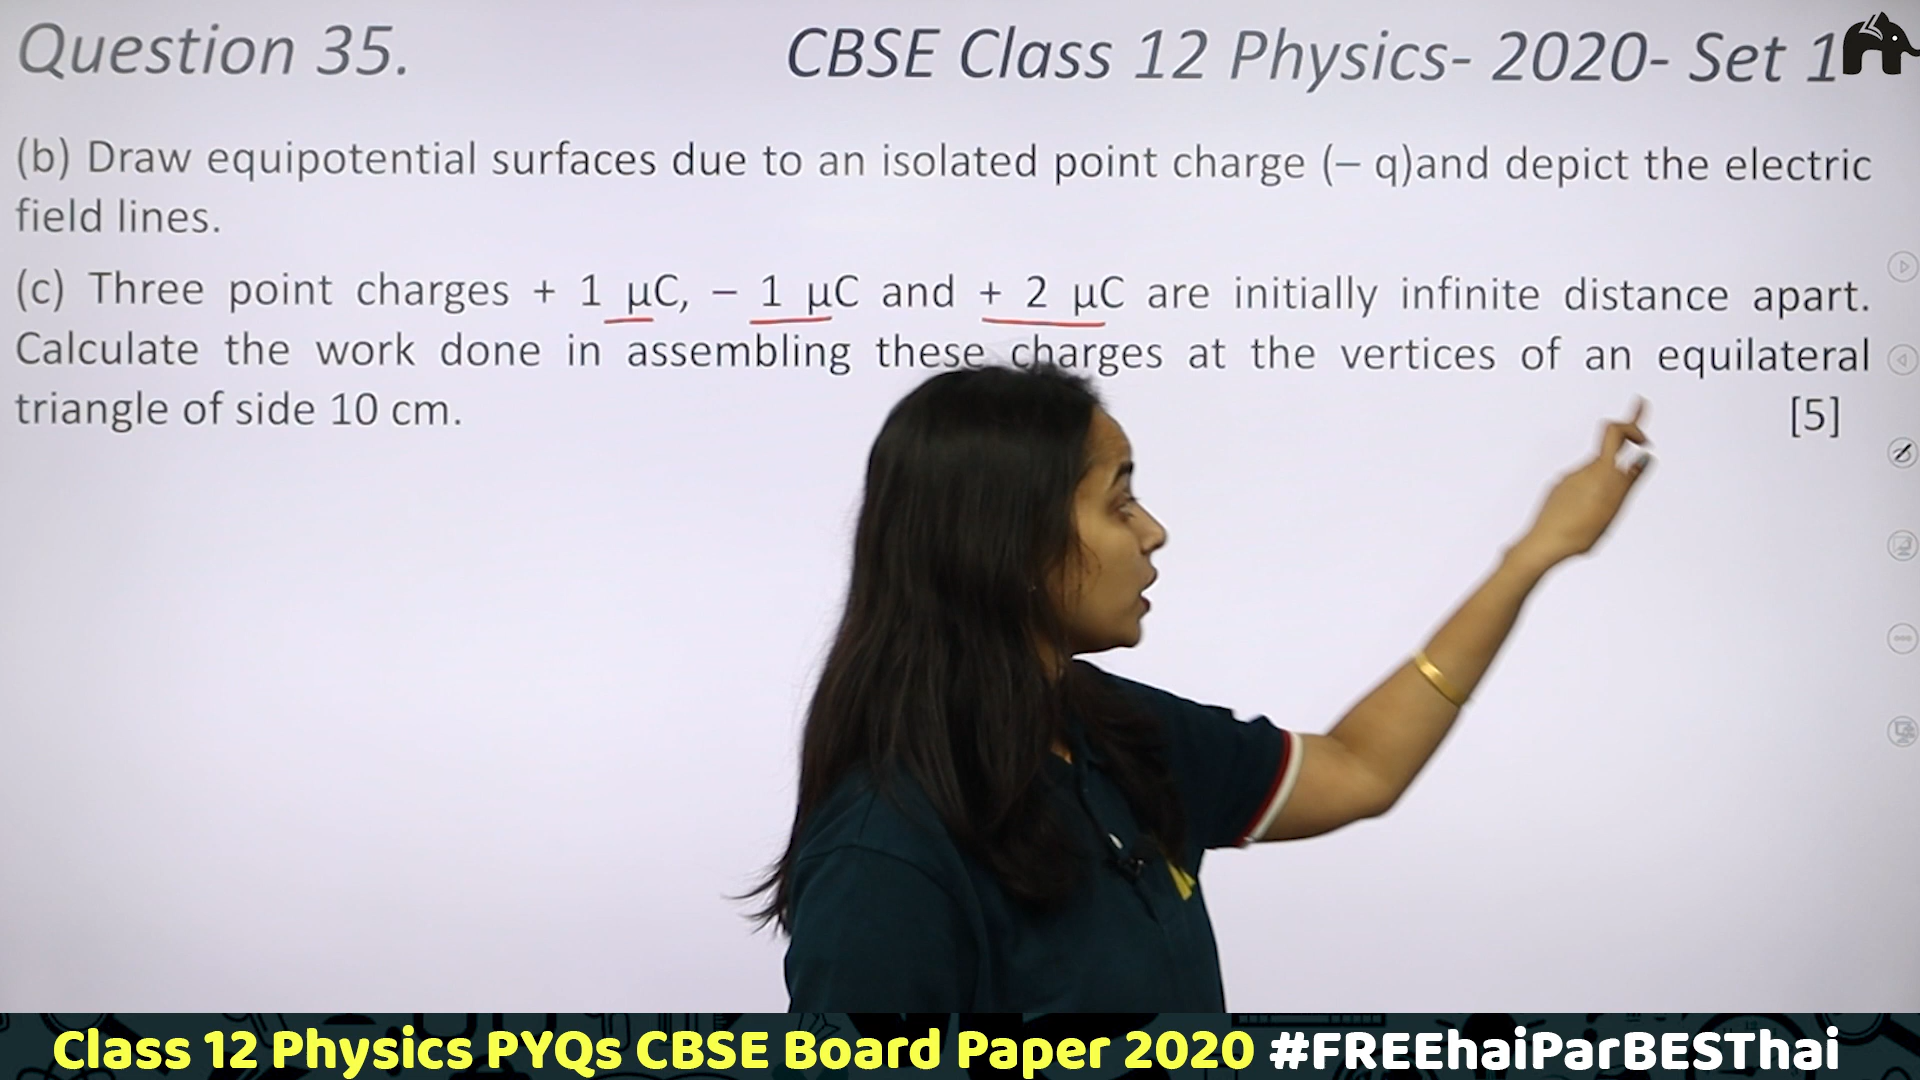 Question 35.
CBSE Class 12 Physics- 2020- Set 1
(b) Draw equipotential surfaces due to an isolated point charge (– q)and depict the electric
field lines.
(c) Three point charges + 1 μC, – 1 μC and + 2 μC are initially infinite distance apart.
Calculate the work done in assembling these charges at the vertices of an equilateral
triangle of side 10 cm.
[5]
Class 12 Physics PYQs CBSE Board Paper 2020 #FREEhaiParBESThai